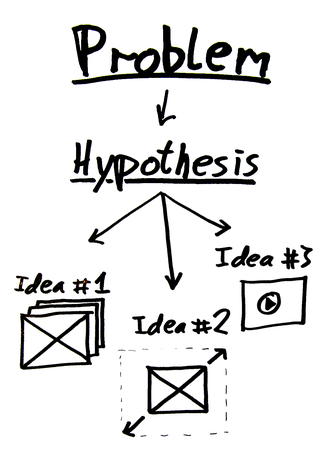 Problem
Hypothesis
Idea #1
Idea #2
Idea #3